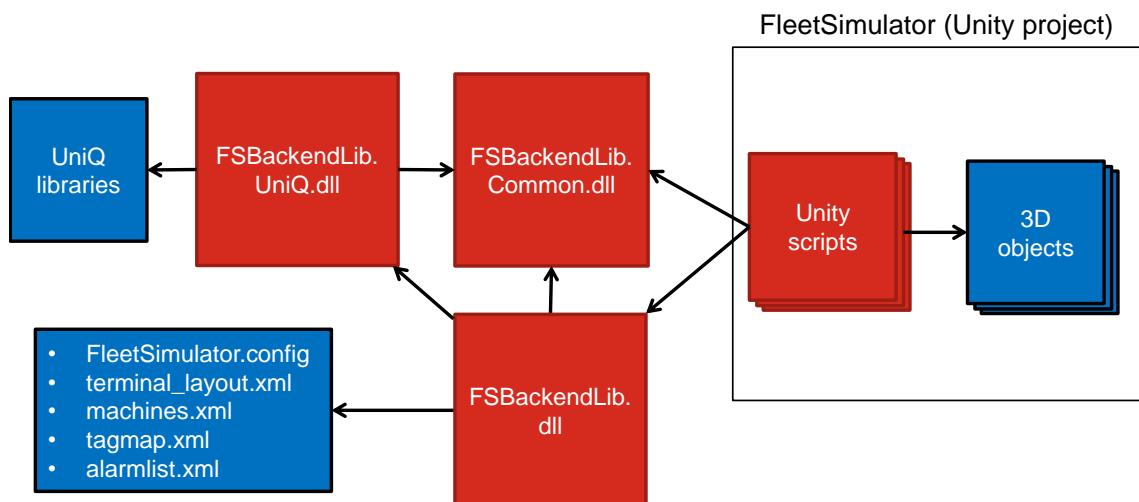 FleetSimulator (Unity project)
UniQ
libraries
FSBackendLib.
UniQ.dll
FSBackendLib.
Common.dll
Unity
scripts
3D
objects
• FleetSimulator.config
• terminal_layout.xml
• machines.xml
• tagmap.xml
• alarmlist.xml
FSBackendLib.
dll